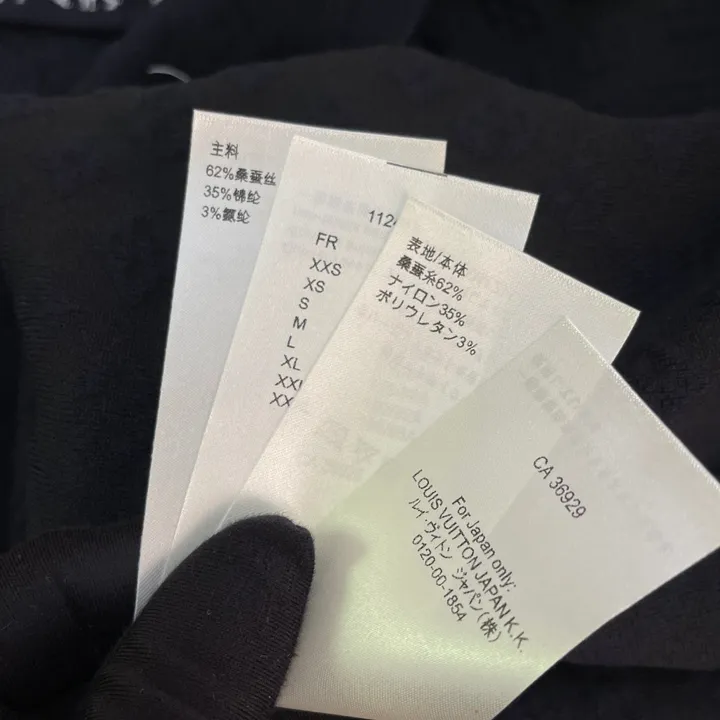 主料
62%桑蚕丝
35%锦纶
3%氨纶
FR
XXS
XS
S
M
L
XL
表地/本体
桑蚕糸62%
ナイロン35%
ポリウレタン3%
CA 36929
For Japan only:
LOUIS VUITTON JAPAN K.K.
ルイ･ヴィトン ジャパン(株)
0120-00-1854